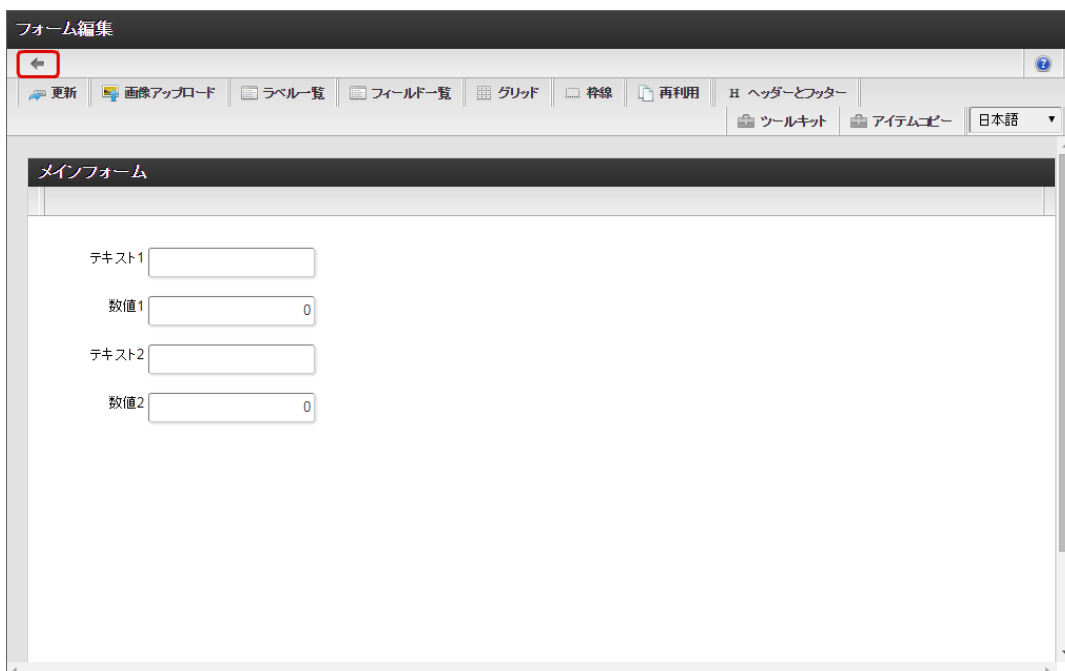 フォーム編集
更新 画像アップロード ラベル一覧 フィールド一覧 グリッド 枠線 再利用 H ヘッダーとフッター
ツールキット アイテムコピー 日本語
メインフォーム
テキスト1
数値1 0
テキスト2
数値2 0